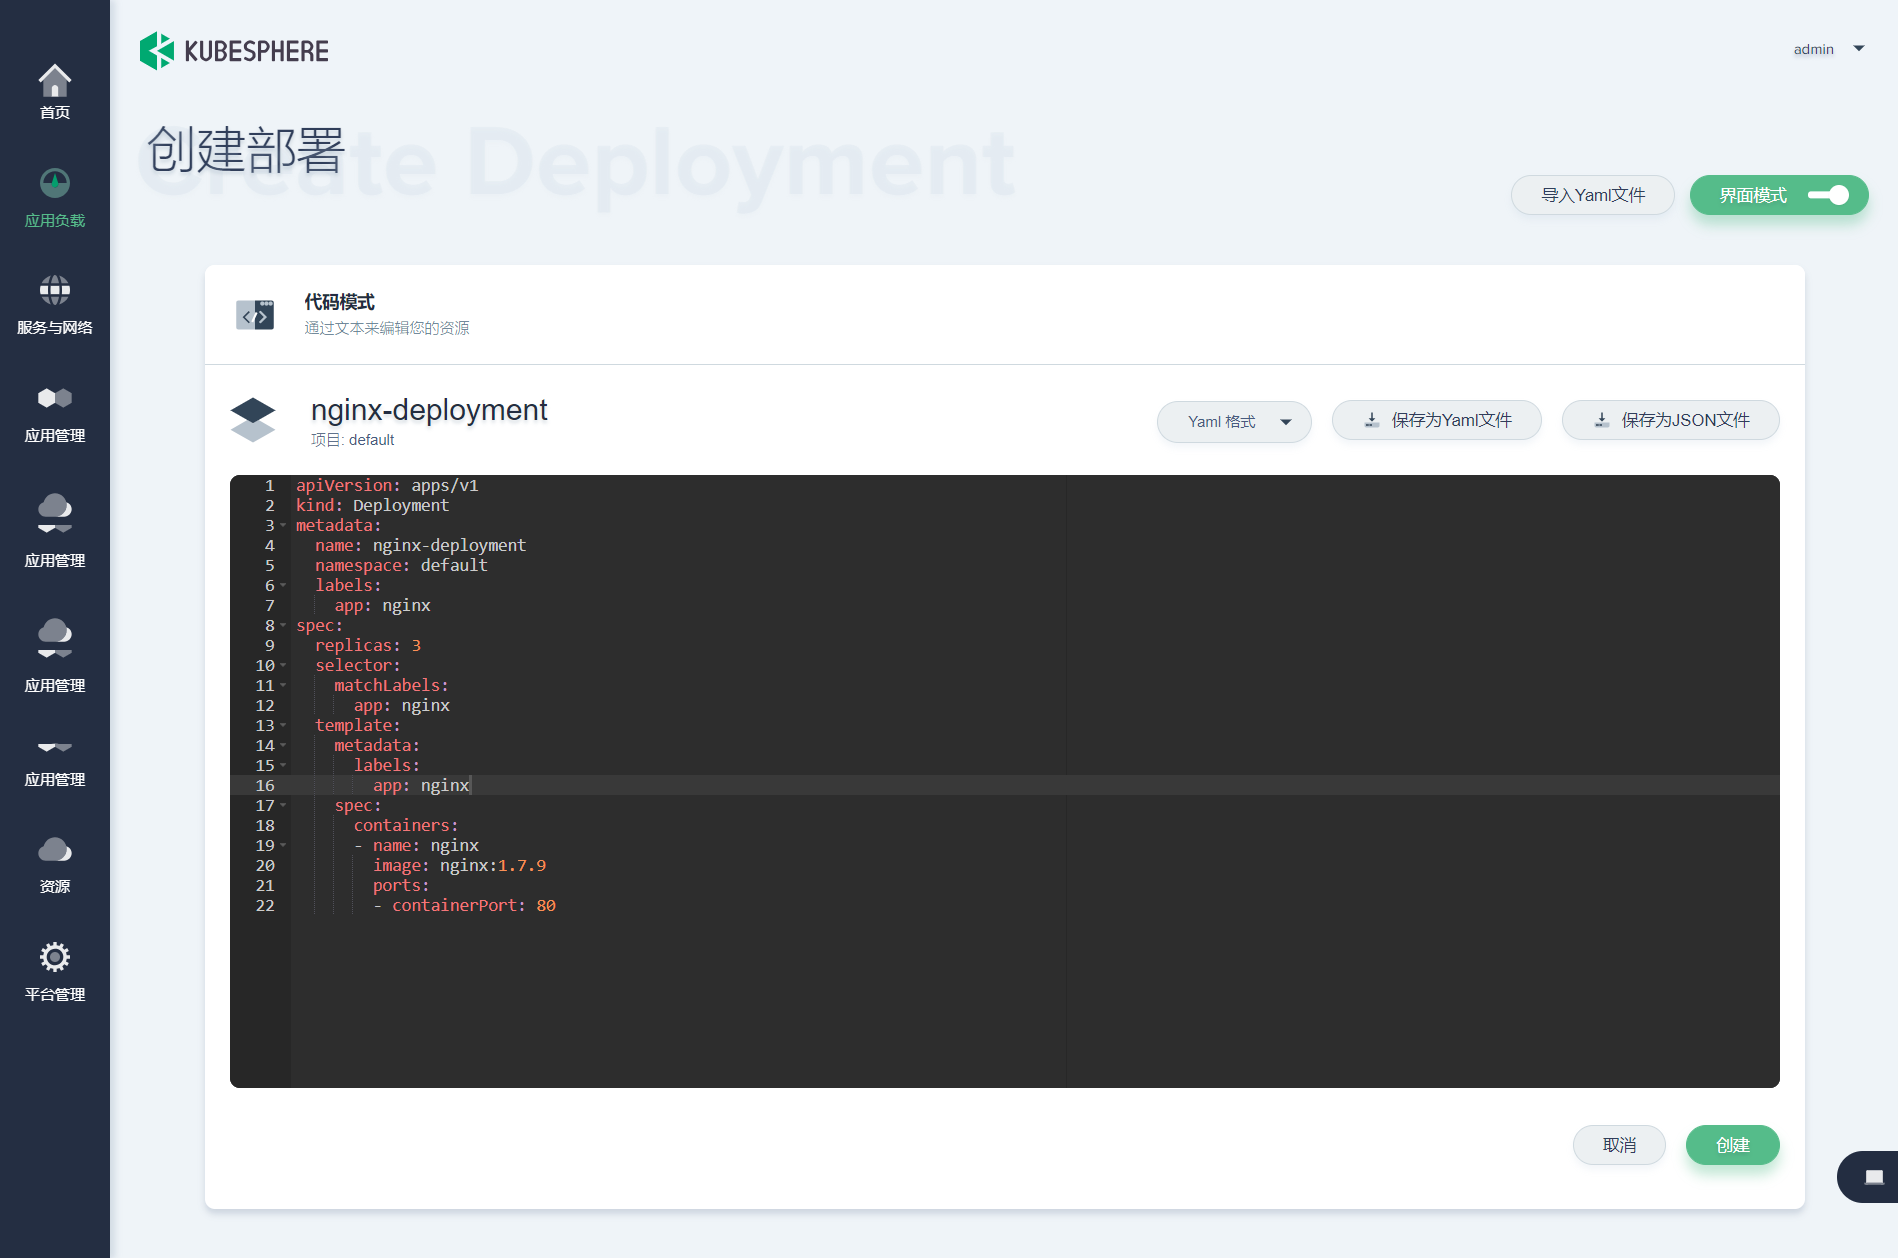 KUBESPHERE
admin
首页
应用负载
服务与网络
应用管理
应用管理
应用管理
应用管理
资源
平台管理
Create Deployment
创建部署
导入Yaml文件
界面模式
代码模式
通过文本来编辑您的资源
nginx-deployment
项目: default
Yaml 格式
保存为Yaml文件
保存为JSON文件
1 apiVersion: apps/v1
2 kind: Deployment
3 metadata:
4 name: nginx-deployment
5 namespace: default
6 labels:
7 app: nginx
8 spec:
9 replicas: 3
10 selector:
11 matchLabels:
12 app: nginx
13 template:
14 metadata:
15 labels:
16 app: nginx
17 spec:
18 containers:
19 - name: nginx
20 image: nginx:1.7.9
21 ports:
22 - containerPort: 80
取消
创建